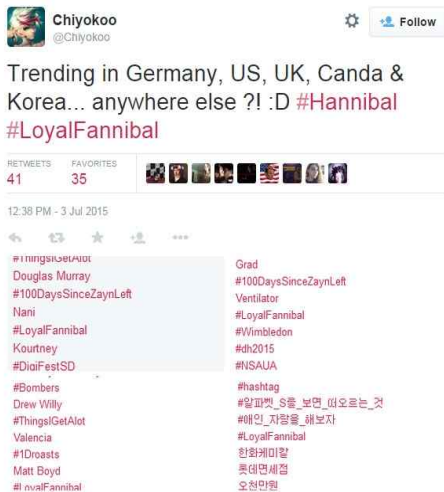 Chiyokoo
@Chiyokoo
Follow
Trending in Germany, US, UK, Canda &
Korea... anywhere else ?! :D #Hannibal
#LoyalFannibal
RETWEETS
41
FAVORITES
35
12:38 PM - 3 Jul 2015
#ThingsIGetAlot
Douglas Murray
#100DaysSinceZaynLeft
Nani
#LoyalFannibal
Kourtney
#DigiFestSD
Grad
#100DaysSinceZaynLeft
Ventilator
#LoyalFannibal
#Wimbledon
#dh2015
#NSAUA
#Bombers
Drew Willy
#ThingsIGetAlot
Valencia
#1Droasts
Matt Boyd
#LoyalFannibal
#hashtag
#알파벳_S를_보면_떠오르는_것
#애인_자랑을_해보자
#LoyalFannibal
한화케미칼
롯데면세점
오천만원